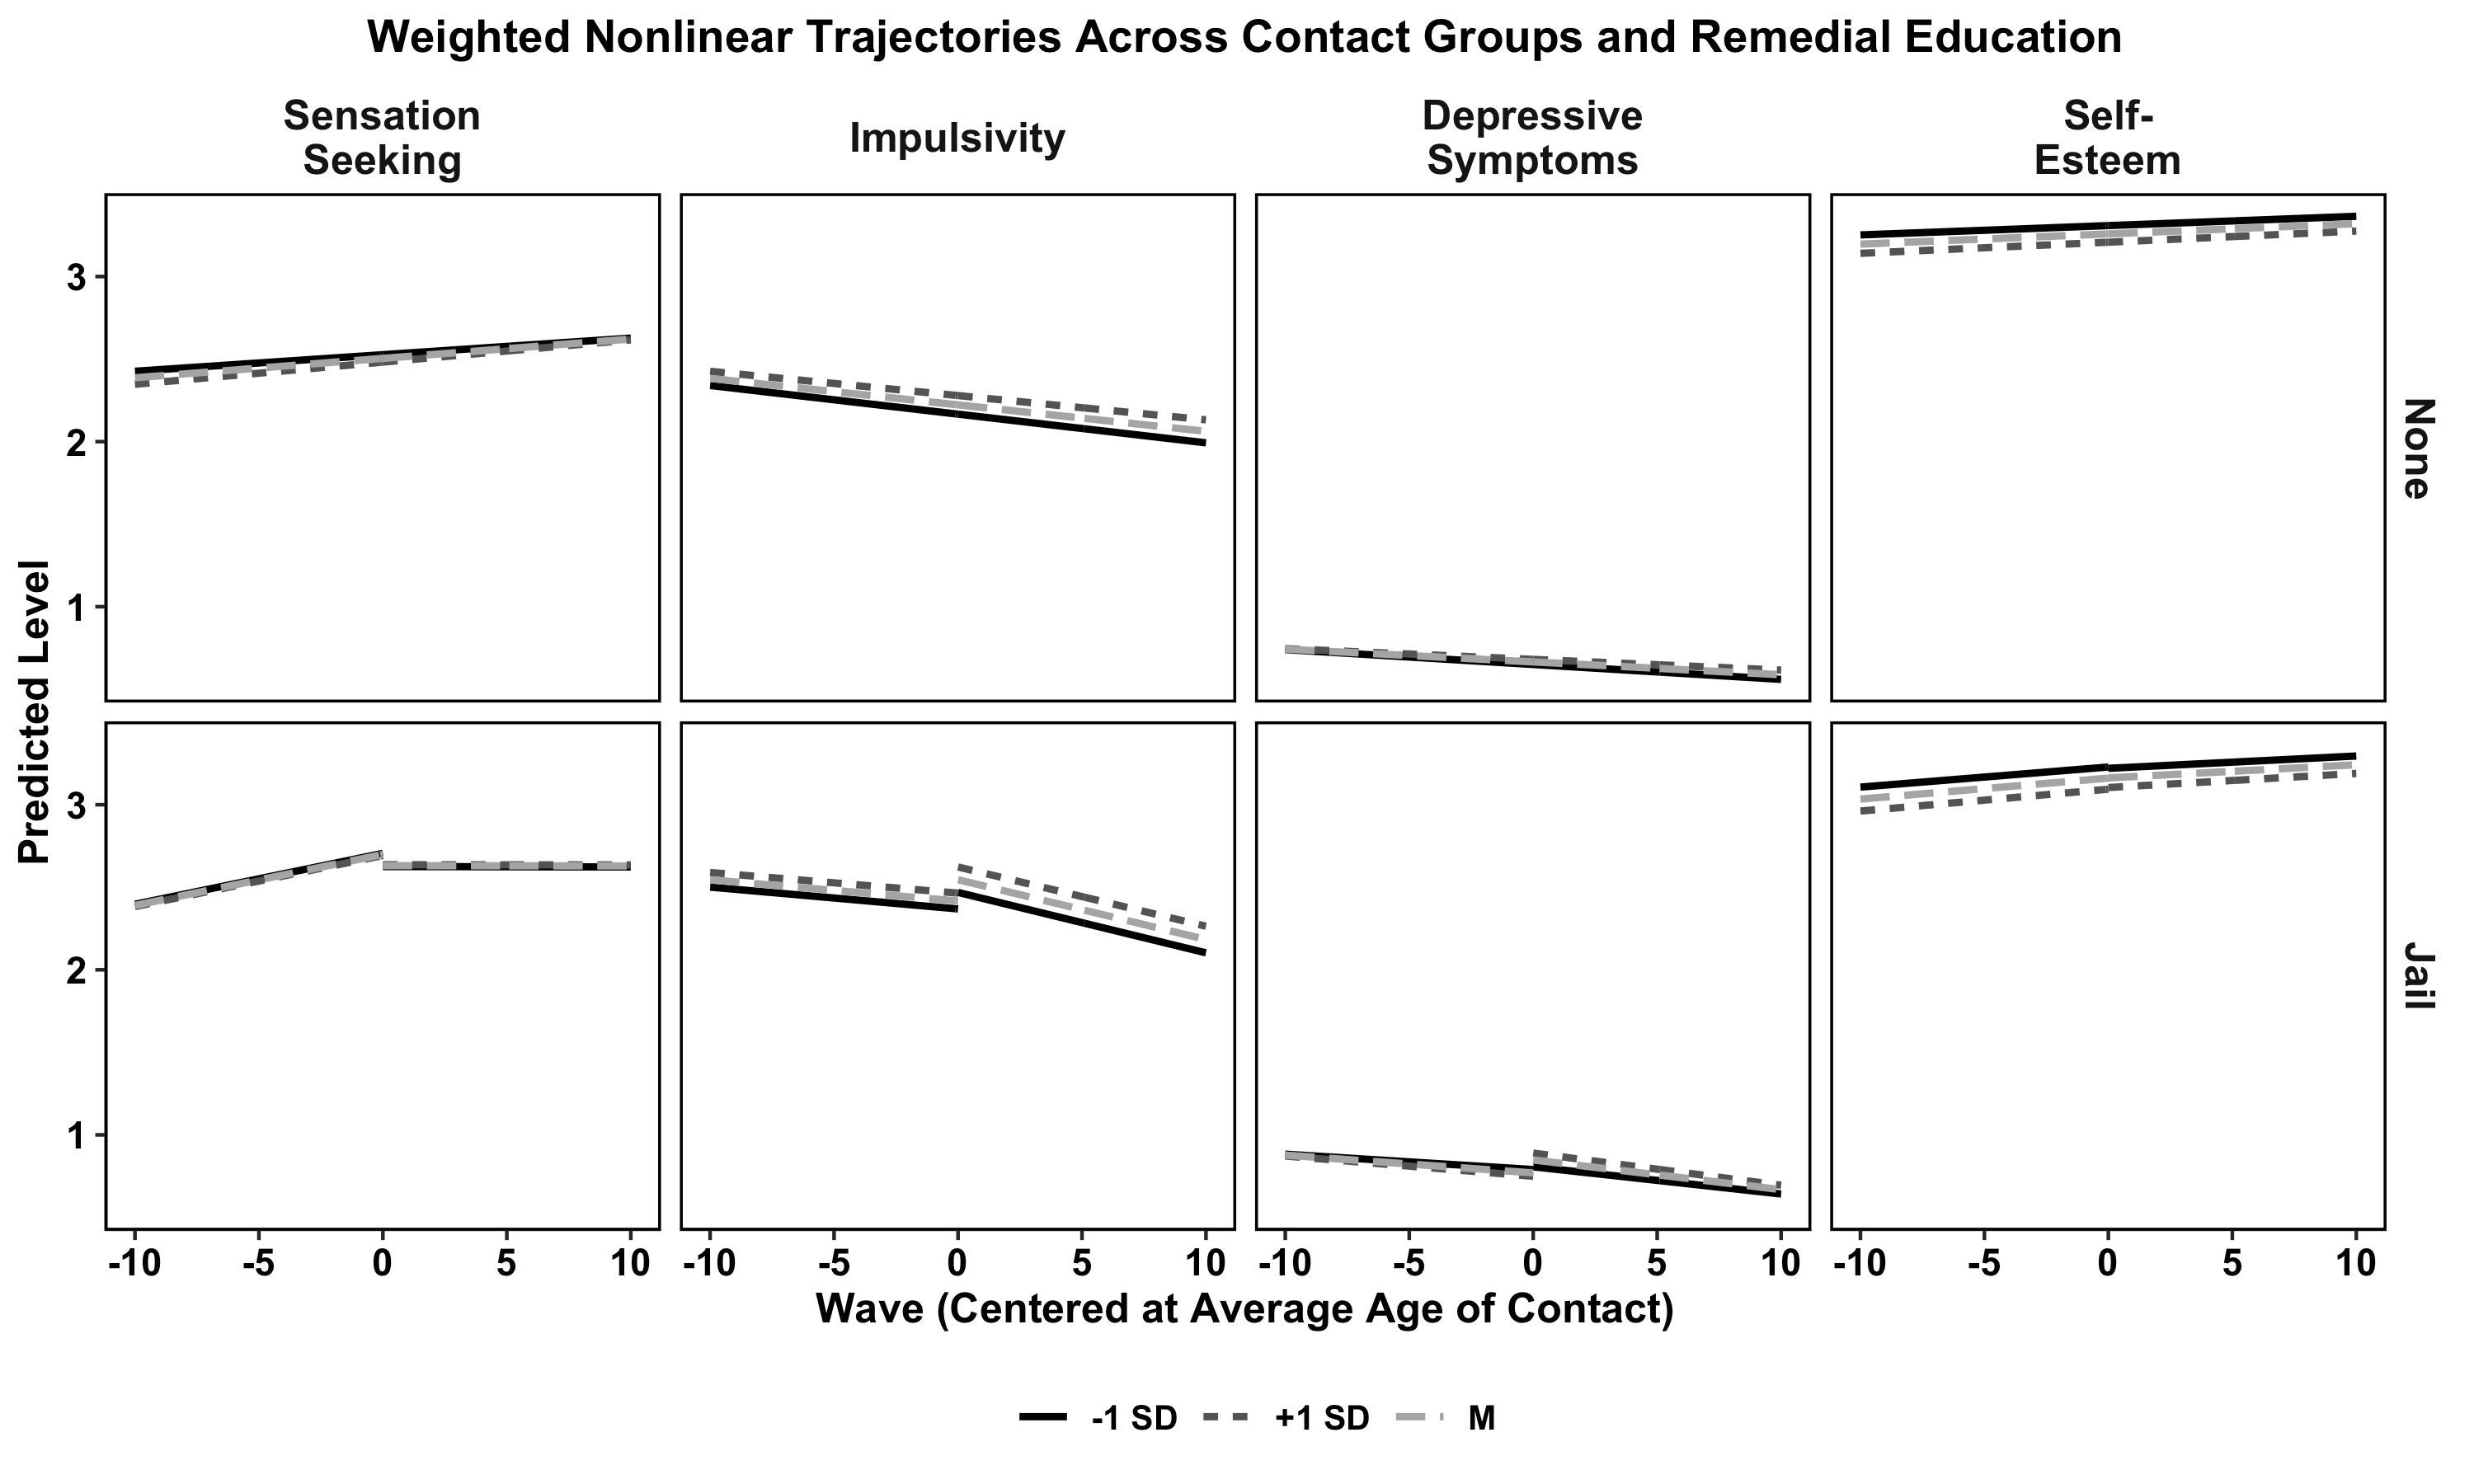 Weighted Nonlinear Trajectories Across Contact Groups and Remedial Education
Sensation
Seeking
Impulsivity
Depressive
Symptoms
Self-
Esteem
Predicted Level
3
2
1
None
3
2
1
Jail
-10 -5 0 5 10 -10 -5 0 5 10 -10 -5 0 5 10 -10 -5 0 5 10
Wave (Centered at Average Age of Contact)
-1 SD +1 SD M